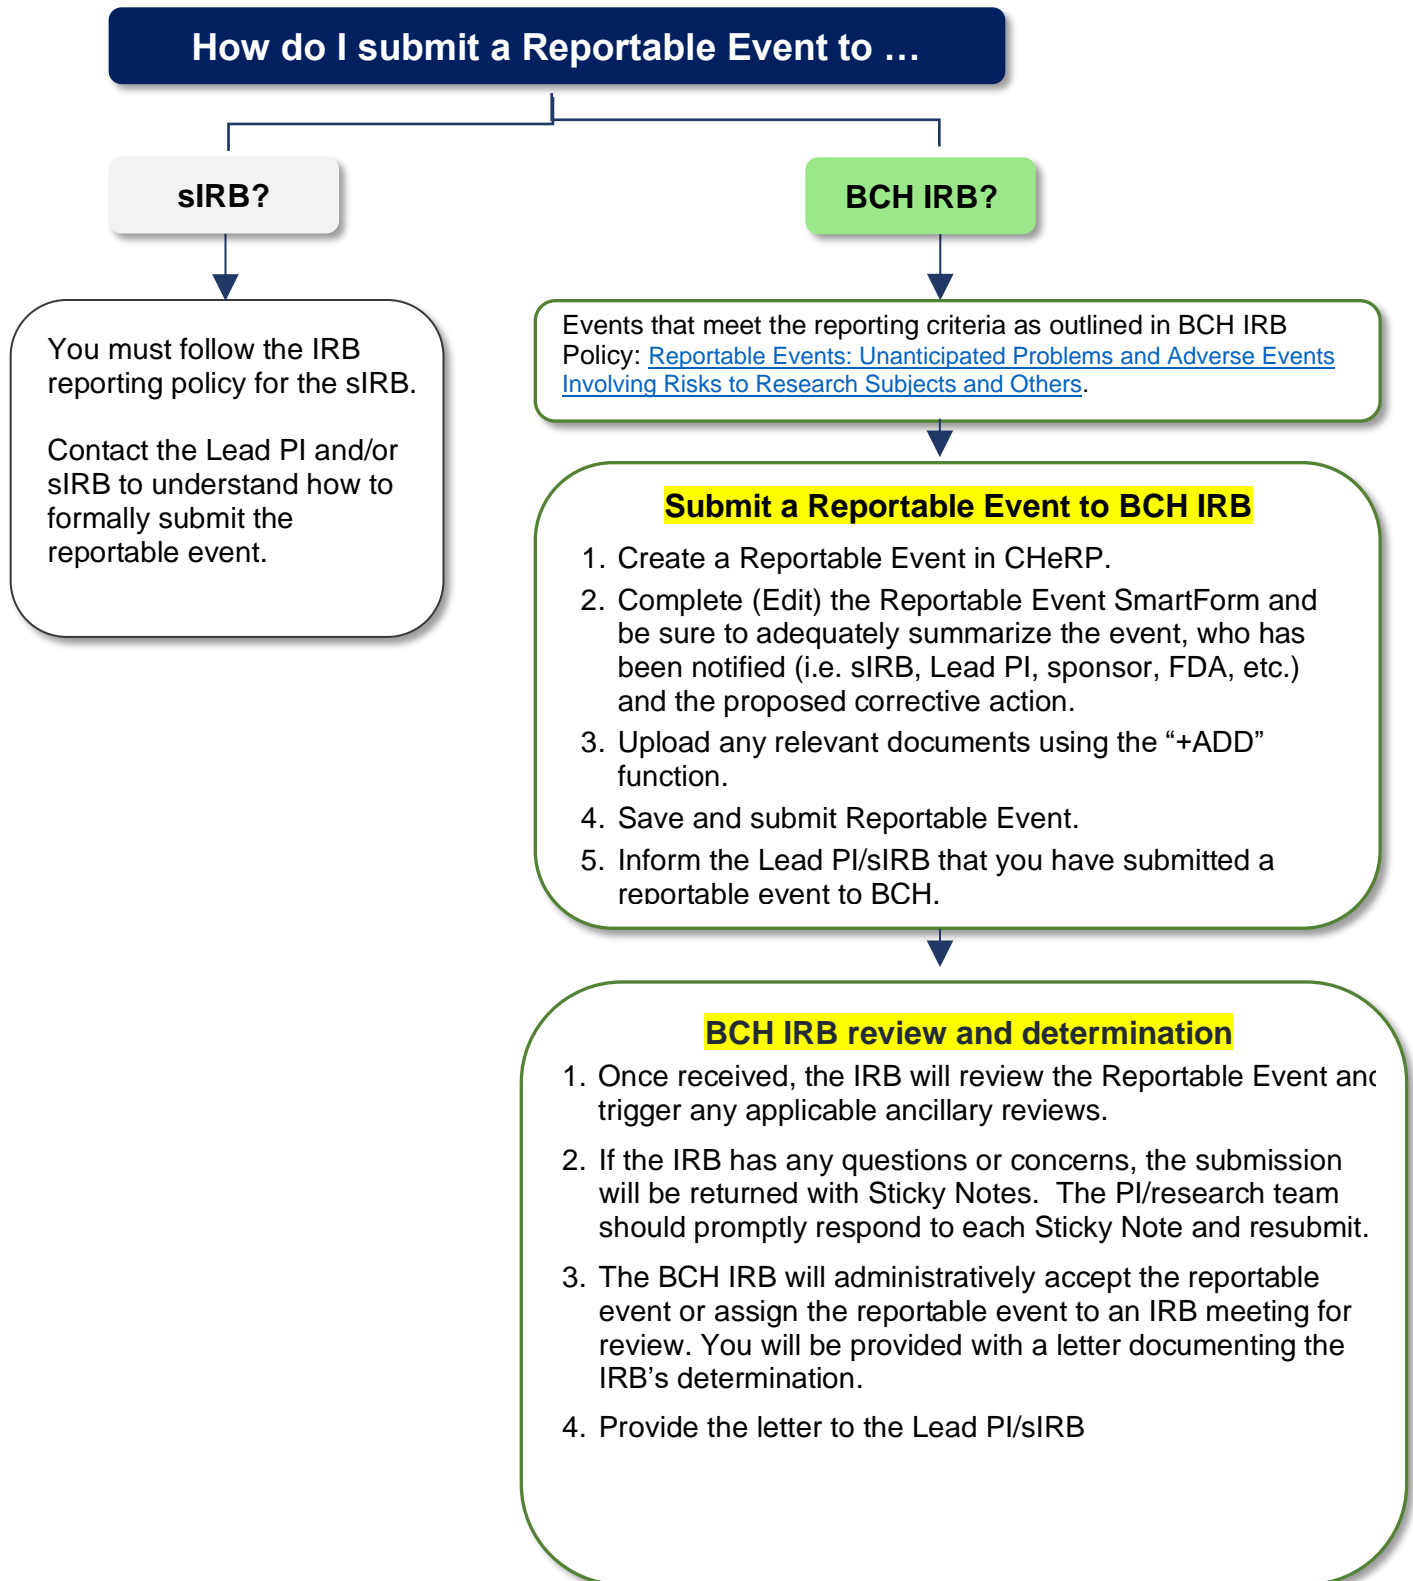 How do I submit a Reportable Event to …
sIRB?
BCH IRB?
You must follow the IRB
reporting policy for the sIRB.
Contact the Lead PI and/or
sIRB to understand how to
formally submit the
reportable event.
Events that meet the reporting criteria as outlined in BCH IRB
Policy: Reportable Events: Unanticipated Problems and Adverse Events
Involving Risks to Research Subjects and Others.
Submit a Reportable Event to BCH IRB
1. Create a Reportable Event in CHeRP.
2. Complete (Edit) the Reportable Event SmartForm and
be sure to adequately summarize the event, who has
been notified (i.e. sIRB, Lead PI, sponsor, FDA, etc.)
and the proposed corrective action.
3. Upload any relevant documents using the “+ADD”
function.
4. Save and submit Reportable Event.
5. Inform the Lead PI/sIRB that you have submitted a
reportable event to BCH.
BCH IRB review and determination
1. Once received, the IRB will review the Reportable Event and
trigger any applicable ancillary reviews.
2. If the IRB has any questions or concerns, the submission
will be returned with Sticky Notes.  The PI/research team
should promptly respond to each Sticky Note and resubmit.
3. The BCH IRB will administratively accept the reportable
event or assign the reportable event to an IRB meeting for
review. You will be provided with a letter documenting the
IRB’s determination.
4. Provide the letter to the Lead PI/sIRB